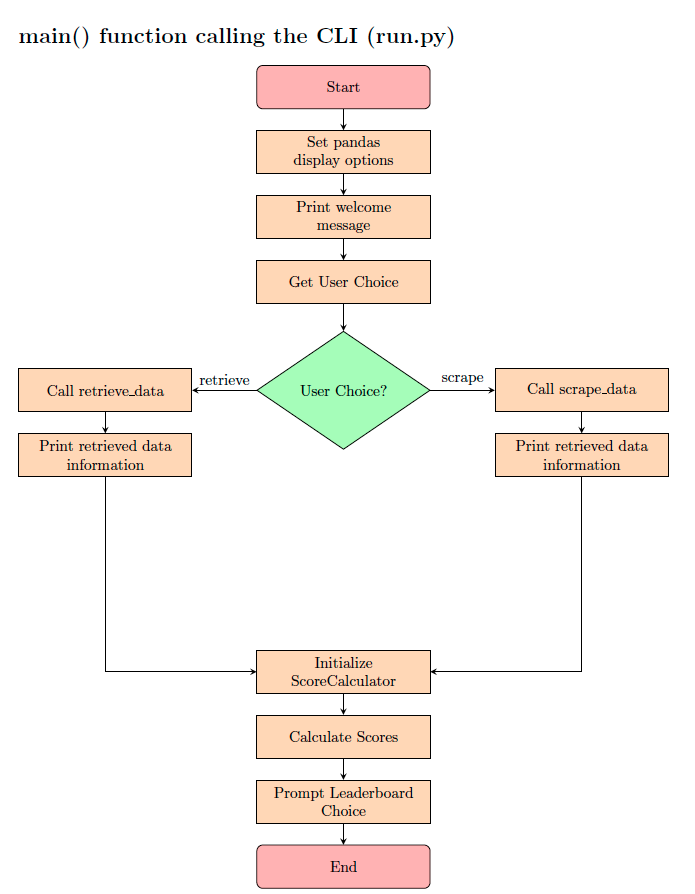 main() function calling the CLI (run.py)
Start
Set pandas
display options
Print welcome
message
Get User Choice
User Choice?
retrieve
scrape
Call retrieve_data
Call scrape_data
Print retrieved data
information
Print retrieved data
information
Initialize
ScoreCalculator
Calculate Scores
Prompt Leaderboard
Choice
End